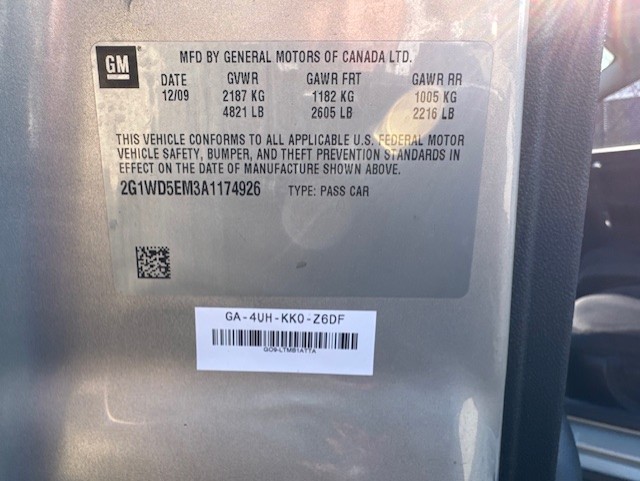 GM
MFD BY GENERAL MOTORS OF CANADA LTD.
DATE GVWR GAWR FRT GAWR RR
12/09 2187 KG 1182 KG 1005 KG
4821 LB 2605 LB 2216 LB
THIS VEHICLE CONFORMS TO ALL APPLICABLE U.S. FEDERAL MOTOR
VEHICLE SAFETY, BUMPER, AND THEFT PREVENTION STANDARDS IN
EFFECT ON THE DATE OF MANUFACTURE SHOWN ABOVE.
2G1WD5EM3A1174926 TYPE: PASS CAR
GA-4UH-KK0-Z6DF
GO9-LTMB1ATTA